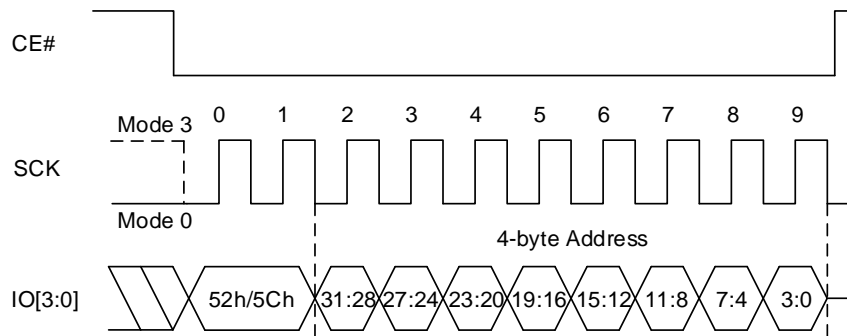 CE#
Mode 3
0 1 2 3 4 5 6 7 8 9
SCK
Mode 0
4-byte Address
IO[3:0]
52h/5Ch 31:28 27:24 23:20 19:16 15:12 11:8 7:4 3:0